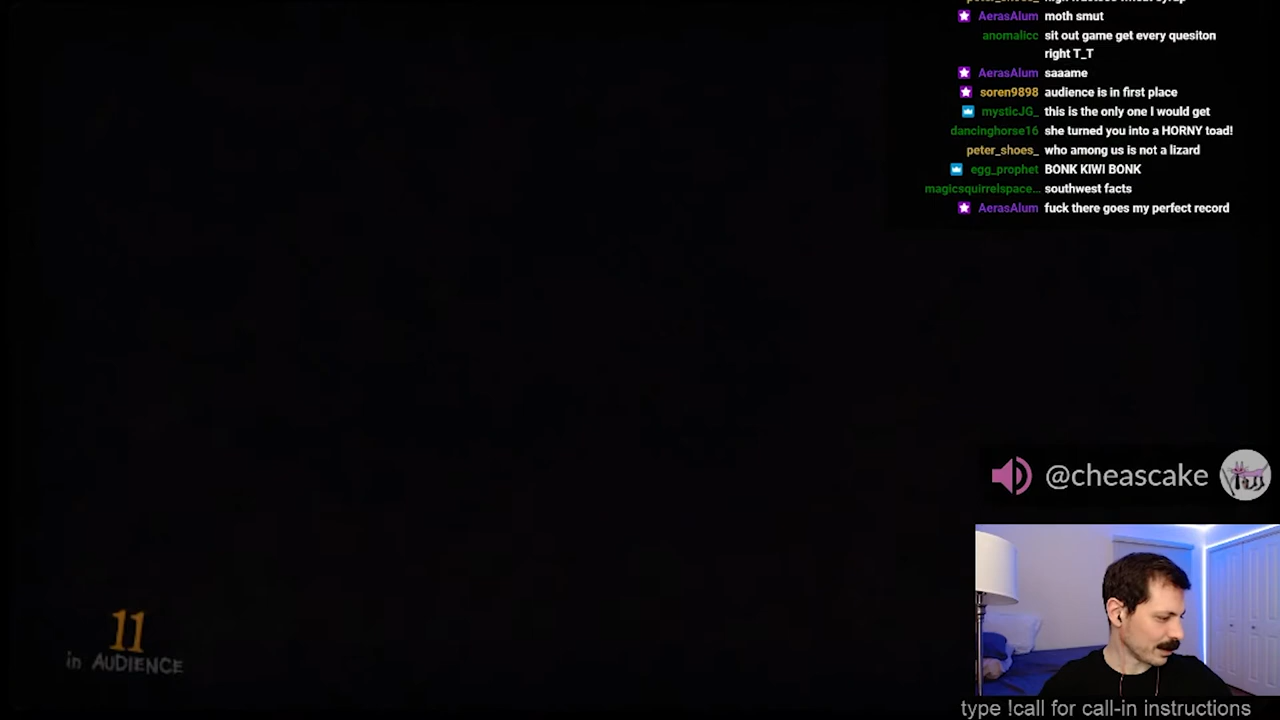 AerasAlum moth smut
anomalicc sit out game get every quesiton
right T_T
AerasAlum saaame
soren9898 audience is in first place
mysticJG_ this is the only one I would get
dancinghorse16 she turned you into a HORNY toad!
peter_shoes_ who among us is not a lizard
egg_prophet BONK KIWI BONK
magicsquirrelspace... southwest facts
AerasAlum fuck there goes my perfect record
@cheascake
11
in AUDIENCE
type !call for call-in instructions